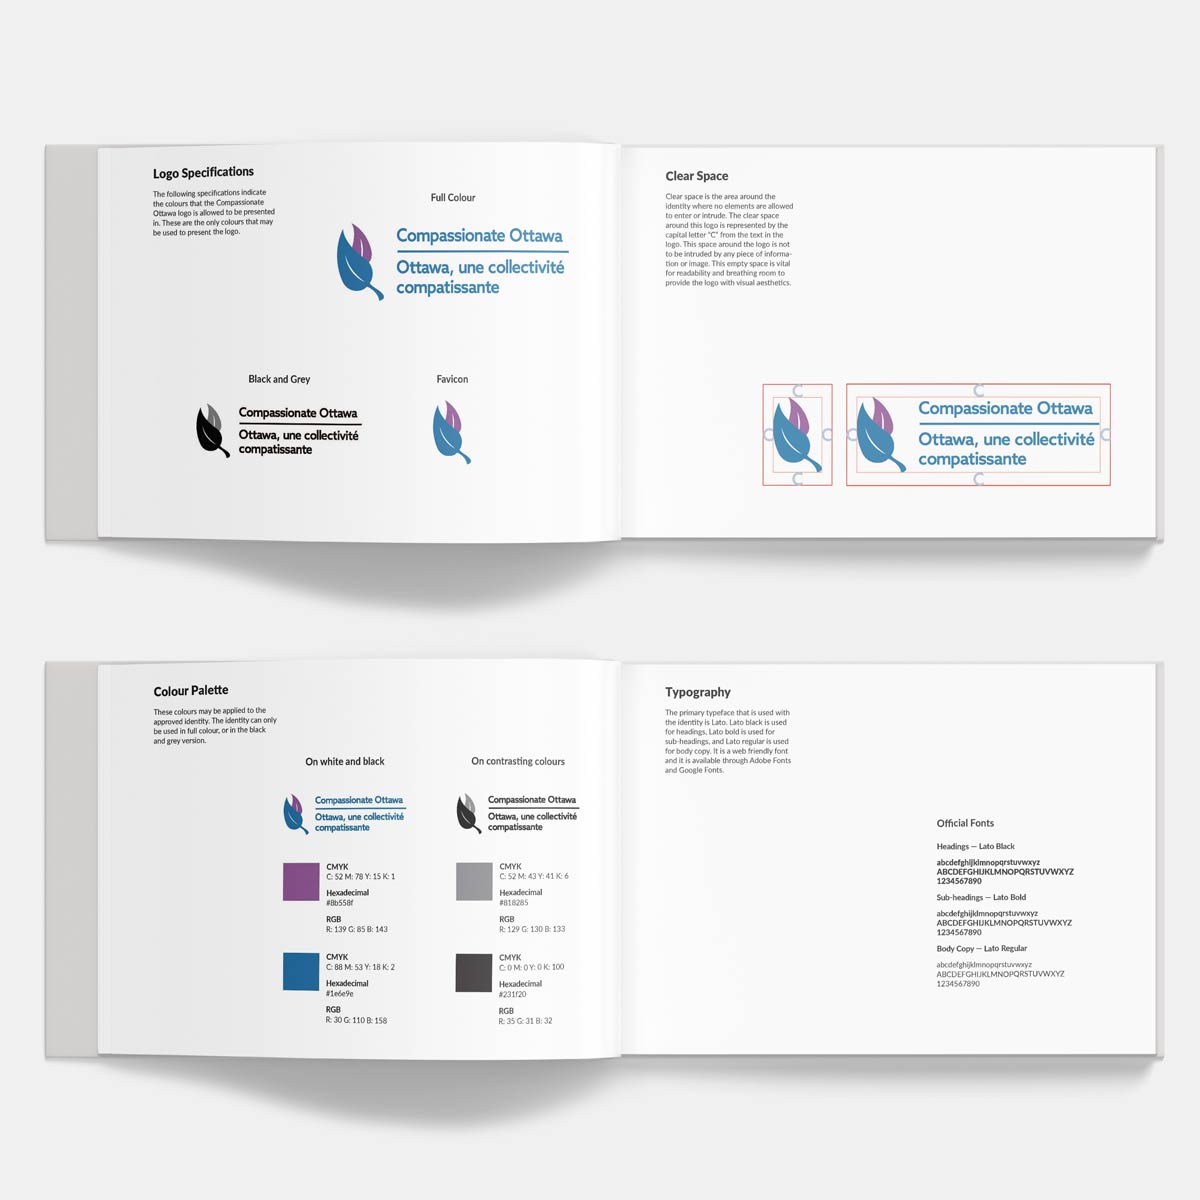 Logo Specifications
The following specifications indicate
the colours that the Compassionate
Ottawa logo is allowed to be presented
in. These are the only colours that may
be used to present the logo.
Full Colour
Compassionate Ottawa
Ottawa, une collectivité
compatissante
Black and Grey
Compassionate Ottawa
Ottawa, une collectivité
compatissante
Favicon
Clear Space
Clear space is the area around the
identity where no elements are allowed
to enter or intrude. The clear space
around this logo is represented by the
capital letter "C" from the text in the
logo. This space around the logo is not
to be intruded by any piece of informa-
tion or image. This empty space is vital
for readability and breathing room to
provide the logo with visual aesthetics.
C
C
C
C
C
C
C
C
Compassionate Ottawa
Ottawa, une collectivité
compatissante
Colour Palette
These colours may be applied to the
approved identity. The identity can only
be used in full colour, or in the black
and grey version.
On white and black
Compassionate Ottawa
Ottawa, une collectivité
compatissante
CMYK
C: 52 M: 78 Y: 15 K: 1
Hexadecimal
#8b558f
RGB
R: 139 G: 85 B: 143
CMYK
C: 88 M: 53 Y: 18 K: 2
Hexadecimal
#1e6e9e
RGB
R: 30 G: 110 B: 158
On contrasting colours
Compassionate Ottawa
Ottawa, une collectivité
compatissante
CMYK
C: 52 M: 43 Y: 41 K: 6
Hexadecimal
#818285
RGB
R: 129 G: 130 B: 133
CMYK
C: 0 M: 0 Y: 0 K: 100
Hexadecimal
#231f20
RGB
R: 35 G: 31 B: 32
Typography
The primary typeface that is used with
the identity is Lato. Lato black is used
for headings, Lato bold is used for
sub-headings, and Lato regular is used
for body copy. It is a web friendly font
and it is available through Adobe Fonts
and Google Fonts.
Official Fonts
Headings — Lato Black
abcdefghijklmnopqrstuvwxyz
ABCDEFGHIJKLMNOPQRSTUVWXYZ
1234567890
Sub-headings — Lato Bold
abcdefghijklmnopqrstuvwxyz
ABCDEFGHIJKLMNOPQRSTUVWXYZ
1234567890
Body Copy — Lato Regular
abcdefghijklmnopqrstuvwxyz
ABCDEFGHIJKLMNOPQRSTUVWXYZ
1234567890